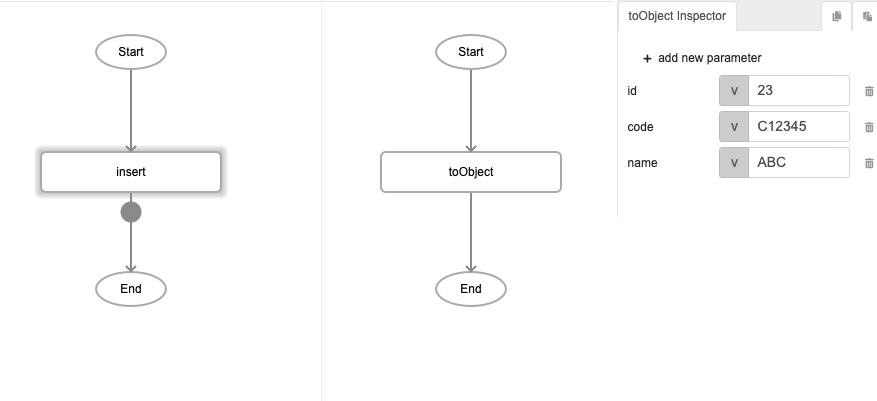 Start
insert
End
Start
toObject
End
toObject Inspector
+ add new parameter
id V 23
code V C12345
name V ABC